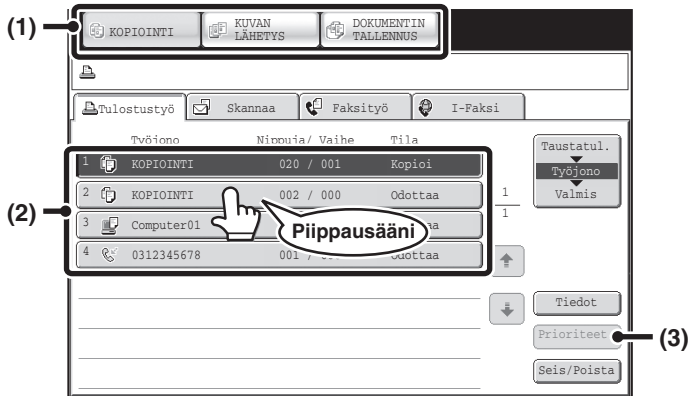 (1)
KOPIOINTI
KUVAN
LÄHETYS
DOKUMENTIN
TALLENNUS
Tulostustyö
Skannaa
Faksityö
I-Faksi
Työjono
Nippuja/ Vaihe
Tila
Taustatul.
Työjono
Valmis
(2)
1 KOPIOINTI 020 / 001 Kopioi
2 KOPIOINTI 002 / 000 Odottaa
3 Computer01
4 0312345678 001 / Odottaa
Piippausääni
1
1
Tiedot
Prioriteet
(3)
Seis/Poista